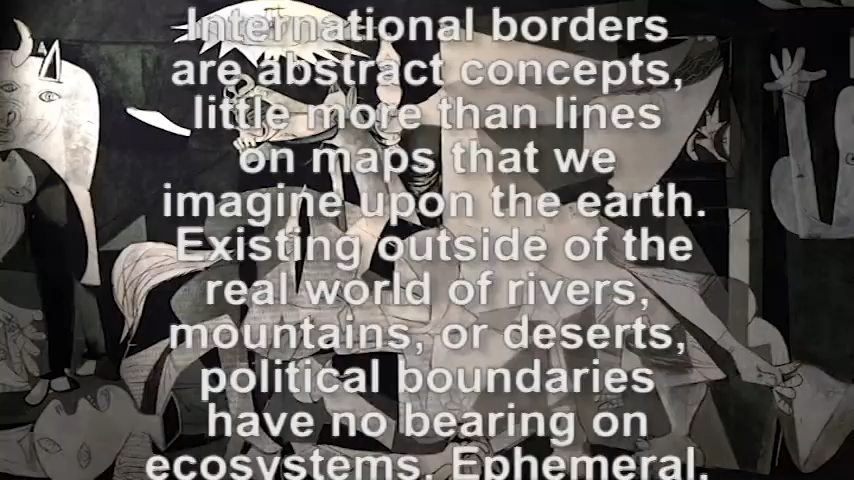 International borders
are abstract concepts,
little more than lines
on maps that we
imagine upon the earth.
Existing outside of the
real world of rivers,
mountains, or deserts,
political boundaries
have no bearing on
ecosystems. Ephemeral,